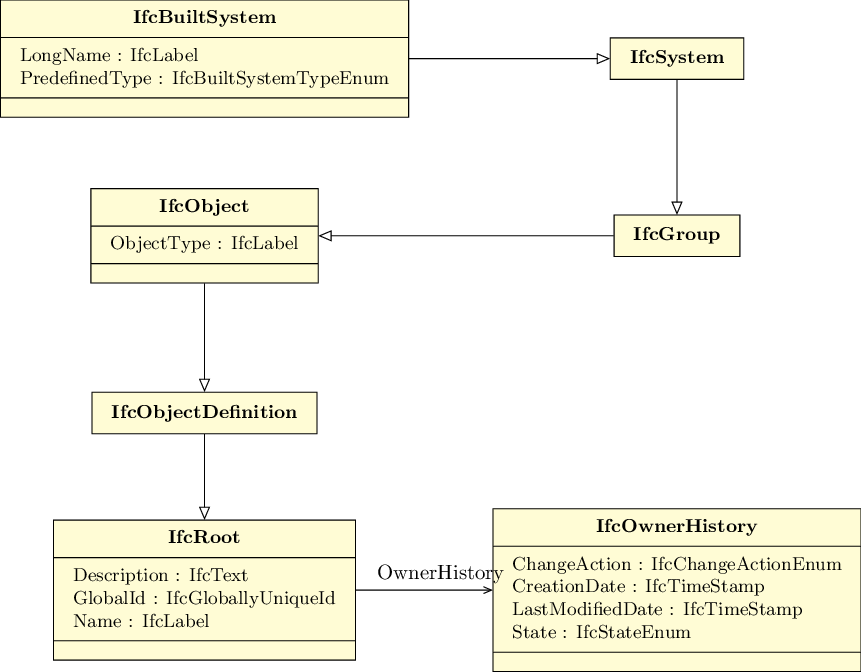 IfcBuiltSystem
LongName : IfcLabel
PredefinedType : IfcBuiltSystemTypeEnum
IfcSystem
IfcObject
ObjectType : IfcLabel
IfcGroup
IfcObjectDefinition
IfcRoot
Description : IfcText
GlobalId : IfcGloballyUniqueId
Name : IfcLabel
OwnerHistory
IfcOwnerHistory
ChangeAction : IfcChangeActionEnum
CreationDate : IfcTimeStamp
LastModifiedDate : IfcTimeStamp
State : IfcStateEnum